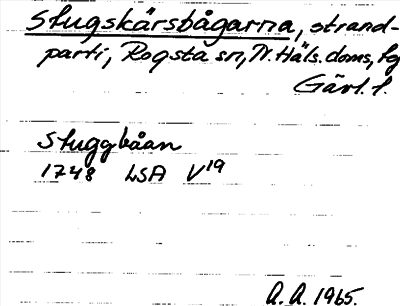 Stugskärsbågarna, strand-
parti, Rogsta sn, N. Häls. doms, fg
Gävl. l.
Stuggbåan
1748 LSA V19
A. A. 1965.